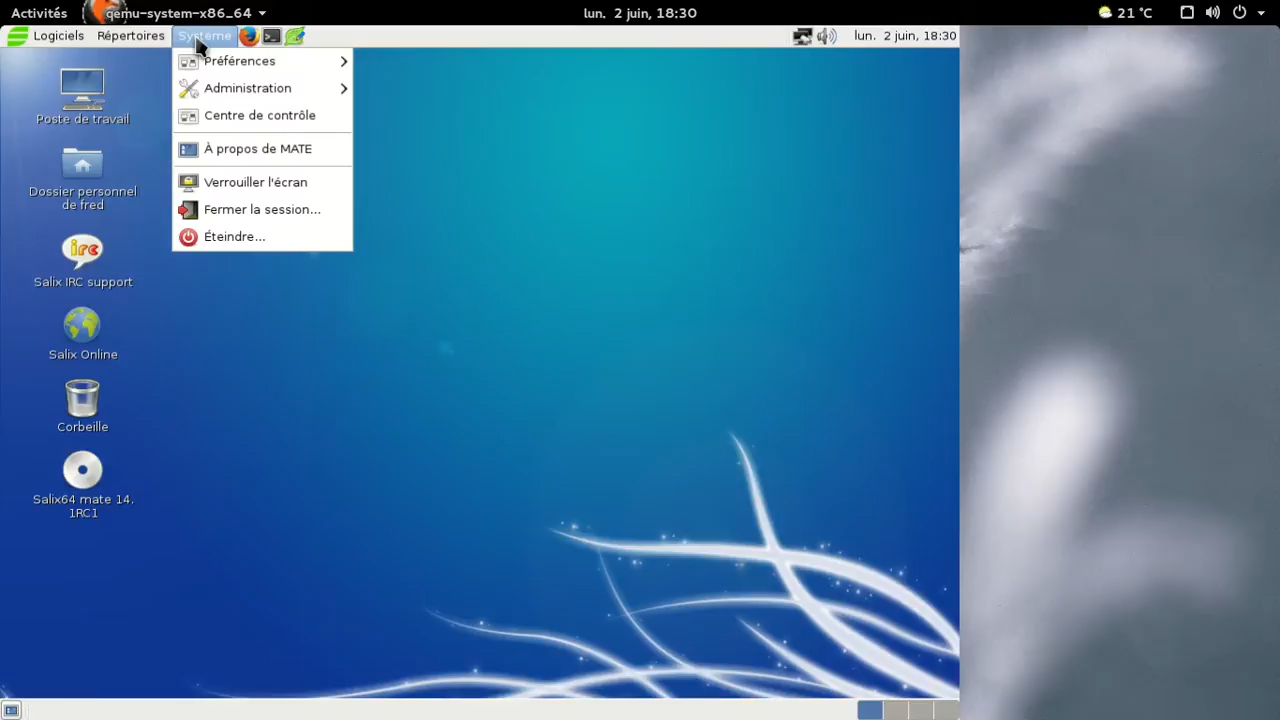 Activités
qemu-system-x86_64
lun. 2 juin, 18:30
21 °C
Logiciels
Répertoires
Système
lun. 2 juin, 18:30
Préférences
Administration
Centre de contrôle
À propos de MATE
Verrouiller l'écran
Fermer la session...
Éteindre...
Poste de travail
Dossier personnel
de fred
irc
Salix IRC support
Salix Online
Corbeille
Salix64 mate 14.
1RC1